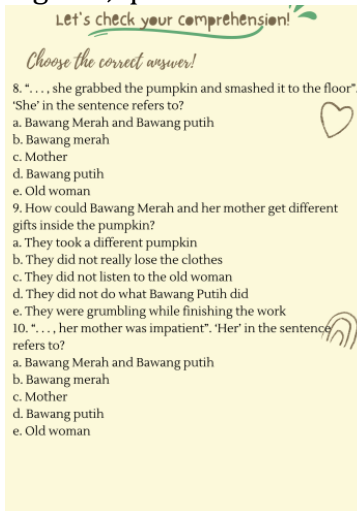 Let's check your comprehension!
Choose the correct answer!
8. “. . . , she grabbed the pumpkin and smashed it to the floor”.
‘She’ in the sentence refers to?
a. Bawang Merah and Bawang putih
b. Bawang merah
c. Mother
d. Bawang putih
e. Old woman
9. How could Bawang Merah and her mother get different
gifts inside the pumpkin?
a. They took a different pumpkin
b. They did not really lose the clothes
c. They did not listen to the old woman
d. They did not do what Bawang Putih did
e. They were grumbling while finishing the work
10. “. . . , her mother was impatient”. ‘Her’ in the sentence
refers to?
a. Bawang Merah and Bawang putih
b. Bawang merah
c. Mother
d. Bawang putih
e. Old woman